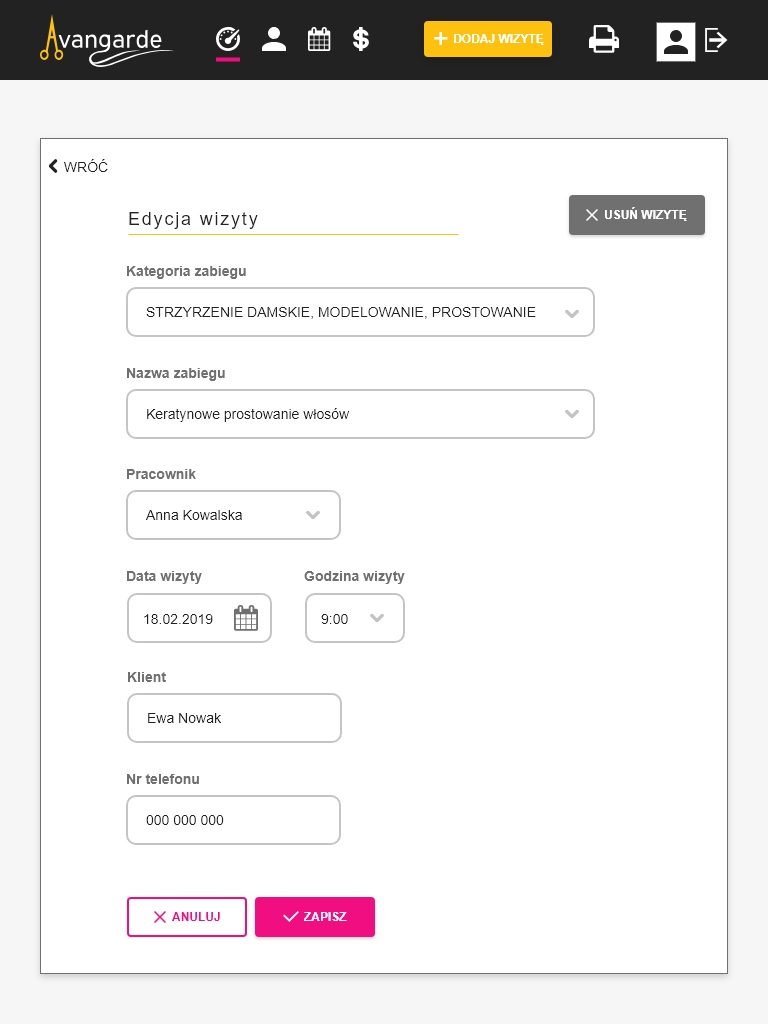 Avangarde
DODAJ WIZYTĘ
WRÓĆ
Edycja wizyty
USUŃ WIZYTĘ
Kategoria zabiegu
STRZYRZENIE DAMSKIE, MODELOWANIE, PROSTOWANIE
Nazwa zabiegu
Keratynowe prostowanie włosów
Pracownik
Anna Kowalska
Data wizyty Godzina wizyty
18.02.2019 9:00
Klient
Ewa Nowak
Nr telefonu
000 000 000
ANULUJ ZAPISZ